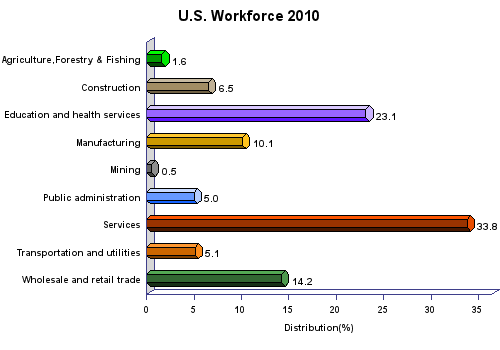 U.S. Workforce 2010
Agriculture,Forestry & Fishing 1.6
Construction 6.5
Education and health services 23.1
Manufacturing 10.1
Mining 0.5
Public administration 5.0
Services 33.8
Transportation and utilities 5.1
Wholesale and retail trade 14.2
0 5 10 15 20 25 30 35
Distribution(%)